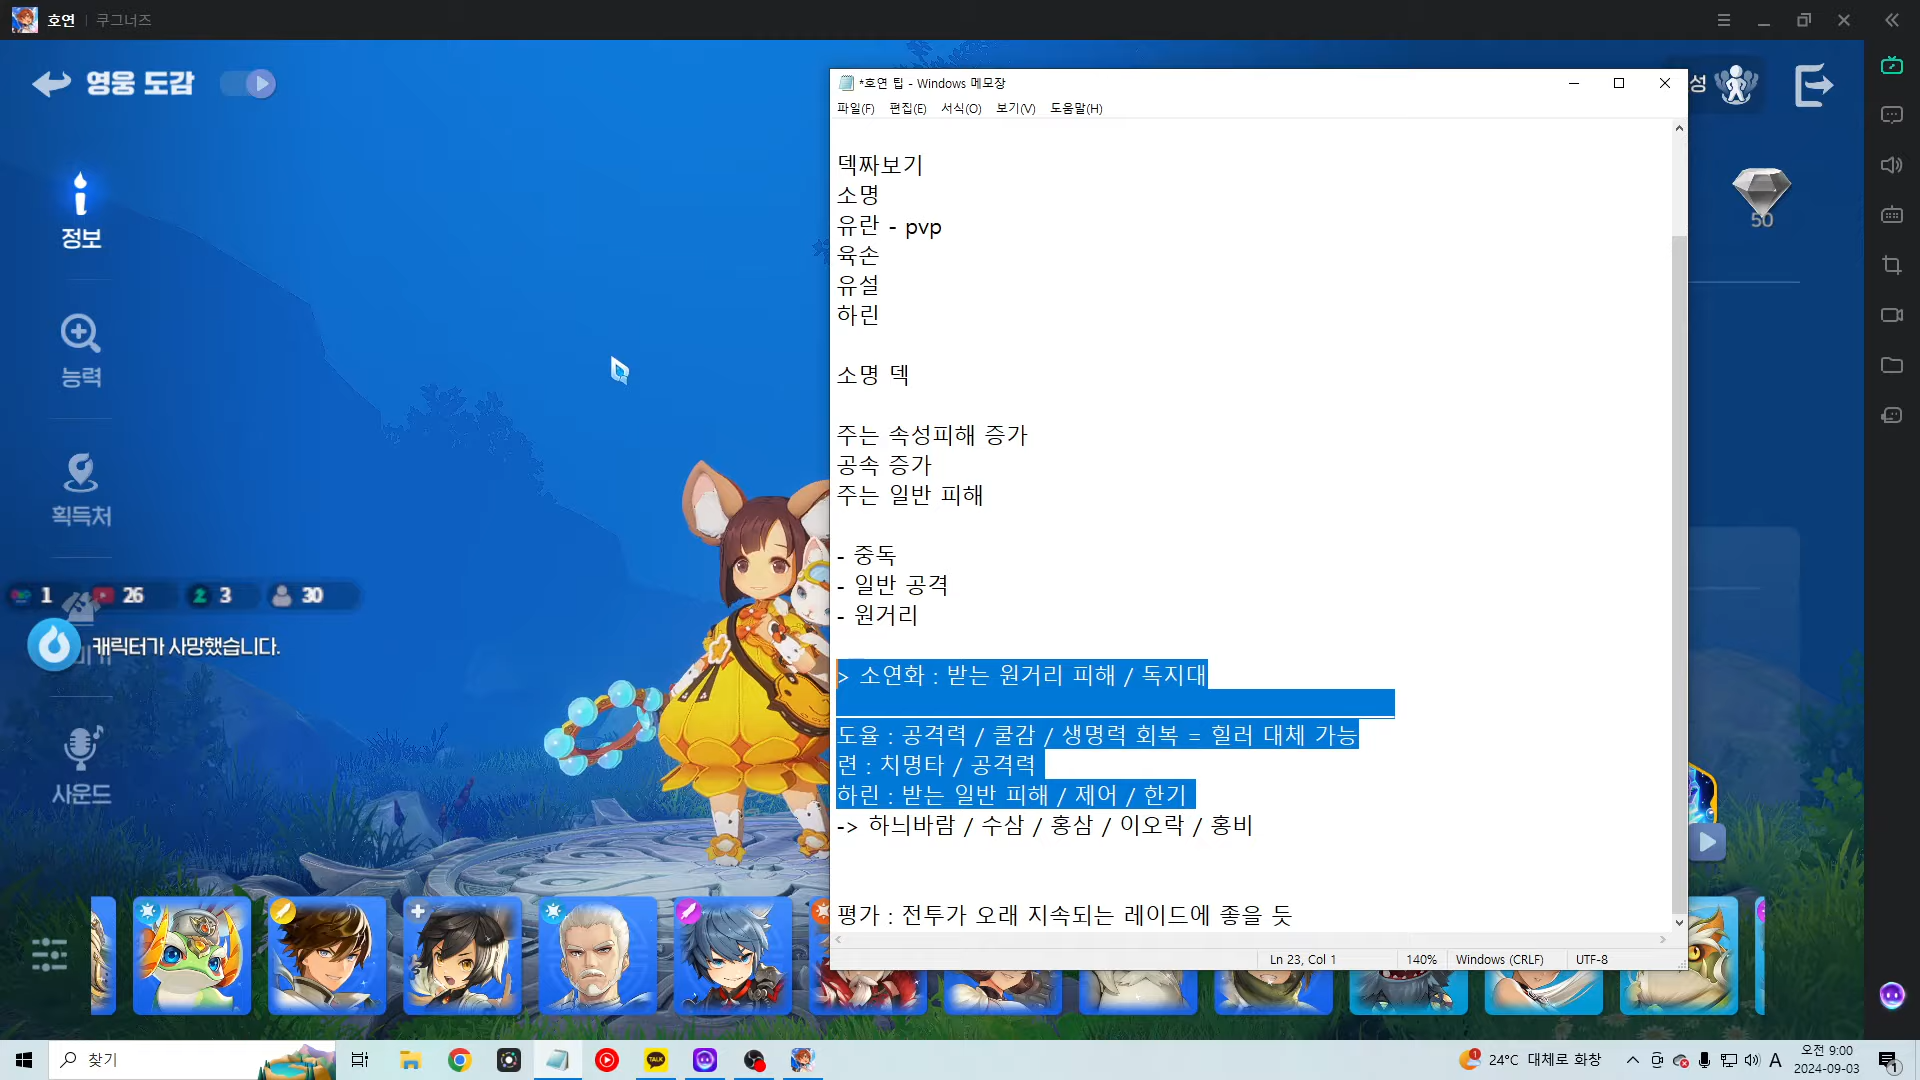 호연 쿠그너즈
영웅 도감
정보
능력
획득처
1 26 3 30
캐릭터가 사망했습니다.
사운드
*호연 팁 - Windows 메모장
파일(F) 편집(E) 서식(O) 보기(V) 도움말(H)
덱짜보기
소명
유란 - pvp
육손
유설
하린
소명 덱
주는 속성피해 증가
공속 증가
주는 일반 피해
- 중독
- 일반 공격
- 원거리
> 소연화 : 받는 원거리 피해 / 독지대
도율 : 공격력 / 쿨감 / 생명력 회복 = 힐러 대체 가능
련 : 치명타 / 공격력
하린 : 받는 일반 피해 / 제어 / 한기
-> 하늬바람 / 수삼 / 홍삼 / 이오락 / 홍비
평가 : 전투가 오래 지속되는 레이드에 좋을 듯
Ln 23, Col 1 140% Windows (CRLF) UTF-8
성
50
찾기
TALK
1 24°C 대체로 화창
A
오전 9:00
2024-09-03
1